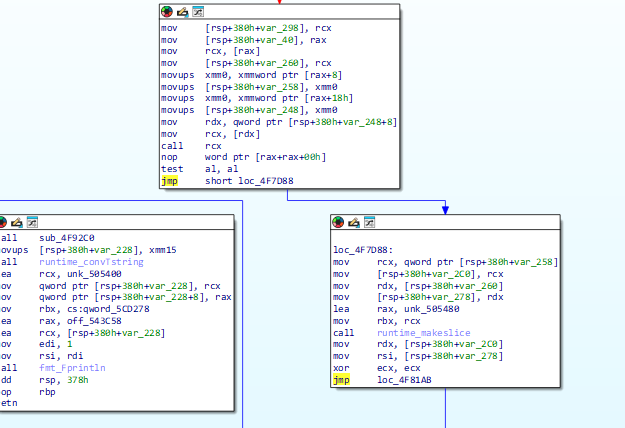 mov [rsp+380h+var_298], rcx
mov [rsp+380h+var_40], rax
mov rcx, [rax]
mov [rsp+380h+var_260], rcx
movups xmm0, xmmword ptr [rax+8]
movups [rsp+380h+var_258], xmm0
movups xmm0, xmmword ptr [rax+18h]
movups [rsp+380h+var_248], xmm0
mov rdx, qword ptr [rsp+380h+var_248+8]
mov rcx, [rdx]
call rcx
nop word ptr [rax+rax+00h]
test al, al
jmp short loc_4F7D88
all sub_4F92C0
ovups [rsp+380h+var_228], xmm15
all runtime_convTstring
ea rcx, unk_505400
ov qword ptr [rsp+380h+var_228], rcx
ov qword ptr [rsp+380h+var_228+8], rax
ov rbx, cs:qword_5CD278
ea rax, off_543C58
ea rcx, [rsp+380h+var_228]
ov edi, 1
ov rsi, rdi
all fmt_Fprintln
dd rsp, 378h
op rbp
etn
loc_4F7D88:
mov rcx, qword ptr [rsp+380h+var_258]
mov [rsp+380h+var_2C0], rcx
mov rdx, [rsp+380h+var_260]
mov [rsp+380h+var_278], rdx
lea rax, unk_505480
mov rbx, rcx
call runtime_makeslice
mov rdx, [rsp+380h+var_2C0]
mov rsi, [rsp+380h+var_278]
xor ecx, ecx
jmp loc_4F81AB